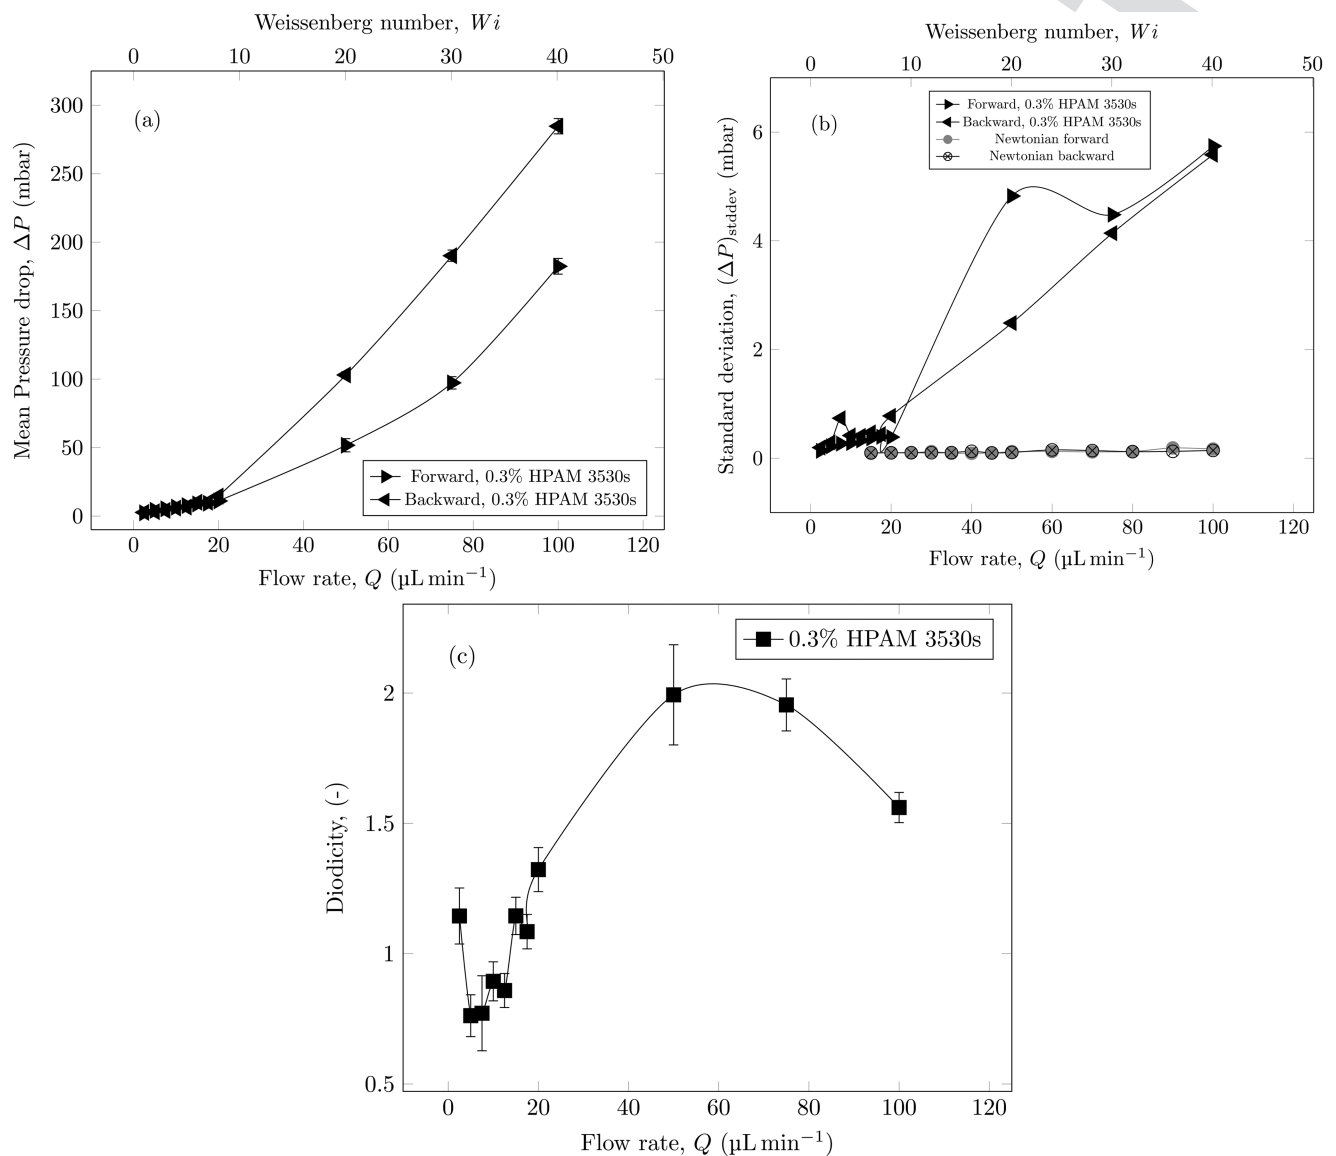 Weissenberg number, Wi
0 10 20 30 40 50
(a)
300
250
200
150
100
50
0
Mean Pressure drop, ΔP (mbar)
Forward, 0.3% HPAM 3530s
Backward, 0.3% HPAM 3530s
0 20 40 60 80 100 120
Flow rate, Q (µL min⁻¹)
Weissenberg number, Wi
0 10 20 30 40 50
(b)
Forward, 0.3% HPAM 3530s
Backward, 0.3% HPAM 3530s
Newtonian forward
Newtonian backward
6
4
2
0
Standard deviation, (ΔP)stddev (mbar)
0 20 40 60 80 100 120
Flow rate, Q (µL min⁻¹)
(c)
0.3% HPAM 3530s
2
1.5
1
0.5
Diodicity, (-)
0 20 40 60 80 100 120
Flow rate, Q (µL min⁻¹)